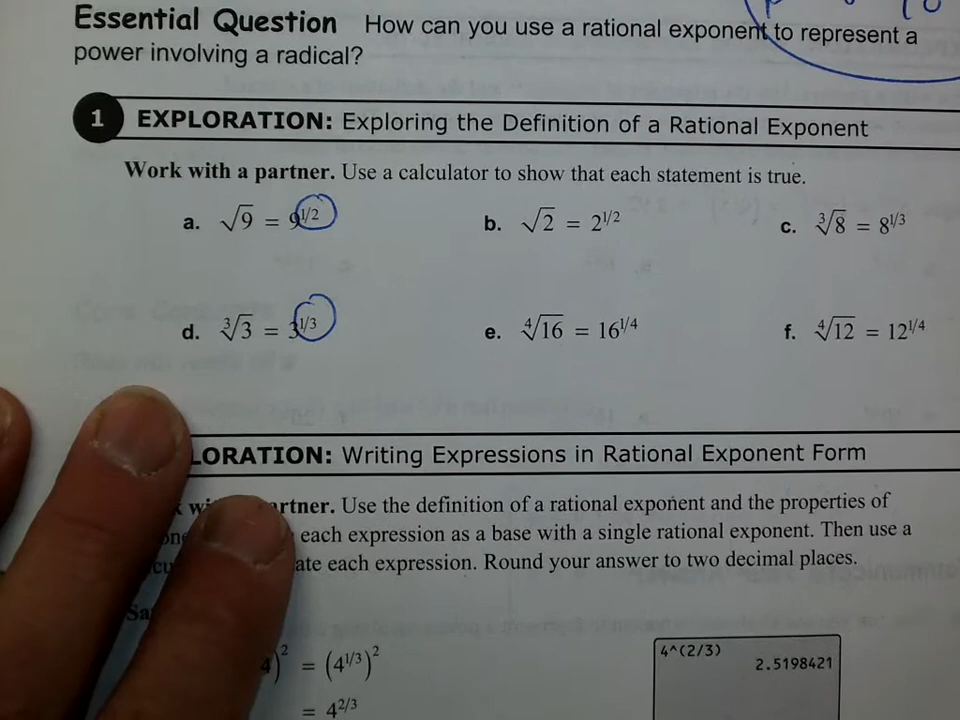 Essential Question How can you use a rational exponent to represent a
power involving a radical?
1 EXPLORATION: Exploring the Definition of a Rational Exponent
Work with a partner. Use a calculator to show that each statement is true.
a. √9 = 9^1/2 b. √2 = 2^1/2 c. ∛8 = 8^1/3
d. ∛3 = 3^1/3 e. ∜16 = 16^1/4 f. ∜12 = 12^1/4
LORATION: Writing Expressions in Rational Exponent Form
artner. Use the definition of a rational exponent and the properties of
each expression as a base with a single rational exponent. Then use a
ate each expression. Round your answer to two decimal places.
Sa
4)² = (4^1/3)²
= 4^2/3
4^(2/3)
2.5198421